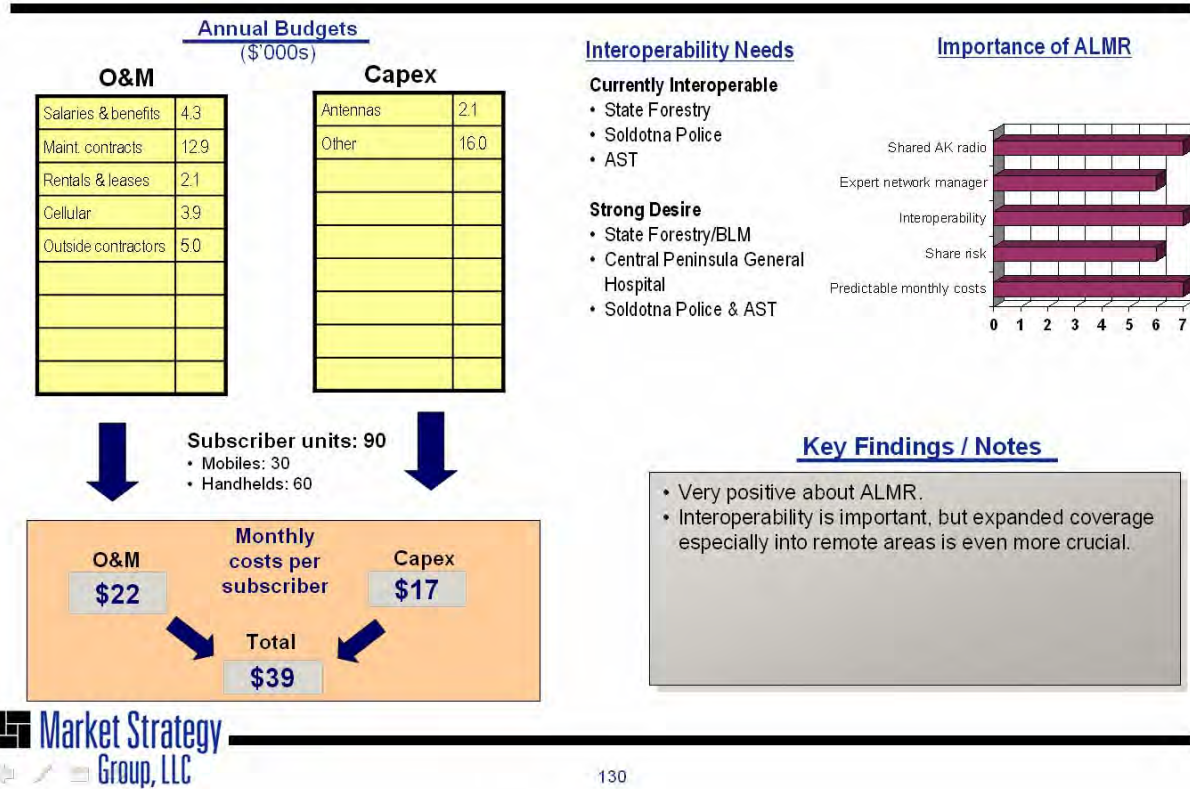 Annual Budgets
($'000s)
O&M
Salaries & benefits 4.3
Maint. contracts 12.9
Rentals & leases 2.1
Cellular 3.9
Outside contractors 5.0
Capex
Antennas 2.1
Other 16.0
Interoperability Needs
Currently Interoperable
• State Forestry
• Soldotna Police
• AST
Strong Desire
• State Forestry/BLM
• Central Peninsula General
Hospital
• Soldotna Police & AST
Importance of ALMR
Shared AK radio
Expert network manager
Interoperability
Share risk
Predictable monthly costs
0 1 2 3 4 5 6 7
Subscriber units: 90
• Mobiles: 30
• Handhelds: 60
Monthly
costs per
subscriber
O&M
$22
Capex
$17
Total
$39
Key Findings / Notes
• Very positive about ALMR.
• Interoperability is important, but expanded coverage
especially into remote areas is even more crucial.
Market Strategy
Group, LLC
130